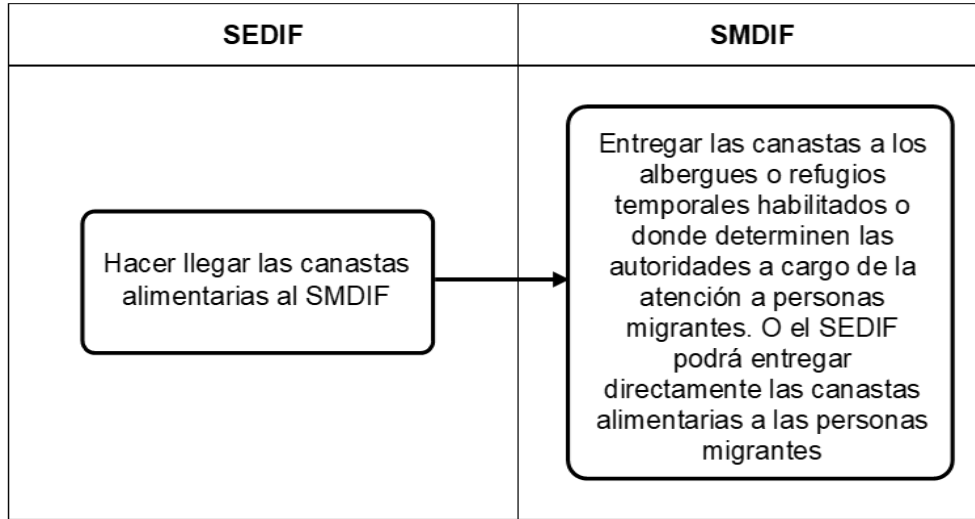 SEDIF
SMDIF
Hacer llegar las canastas
alimentarias al SMDIF
Entregar las canastas a los
albergues o refugios
temporales habilitados o
donde determinen las
autoridades a cargo de la
atención a personas
migrantes. O el SEDIF
podrá entregar
directamente las canastas
alimentarias a las personas
migrantes